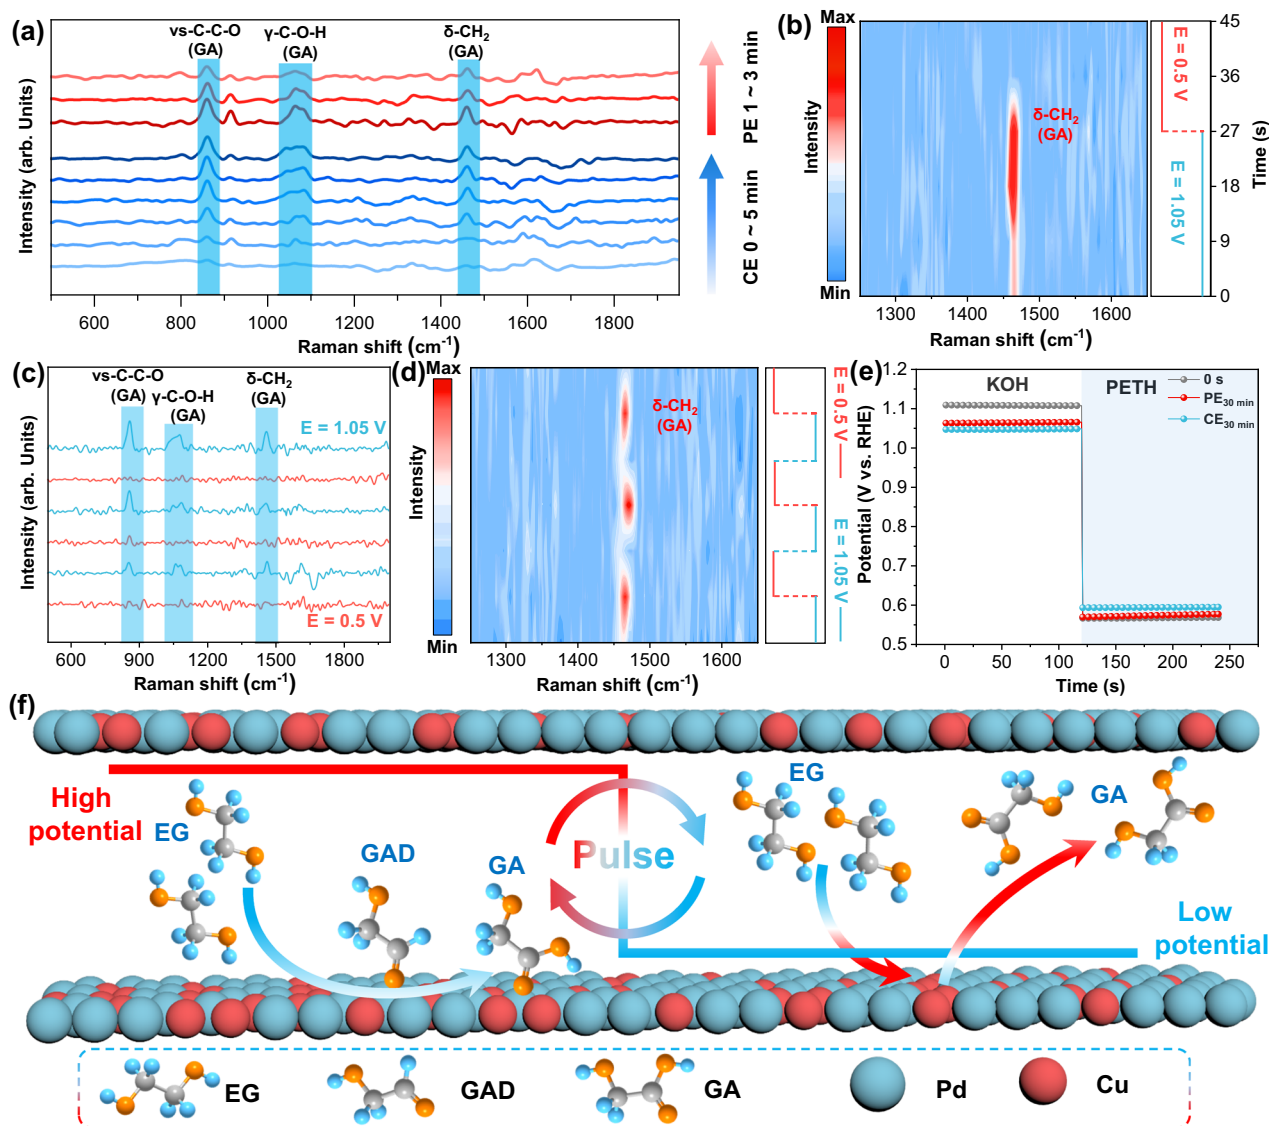 (a)
vs-C-C-O
(GA)
γ-C-O-H
(GA)
δ-CH₂
(GA)
Intensity (arb. Units)
600 800 1000 1200 1400 1600 1800
Raman shift (cm⁻¹)
PE 1 ~ 3 min
CE 0 ~ 5 min
(b)
Max
Intensity
Min
δ-CH₂
(GA)
1300 1400 1500 1600
Raman shift (cm⁻¹)
E = 0.5 V
E = 1.05 V
45
36
27
18
9
0
Time (s)
(c)
vs-C-C-O
(GA)
γ-C-O-H
(GA)
δ-CH₂
(GA)
E = 1.05 V
E = 0.5 V
Intensity (arb. Units)
600 900 1200 1500 1800
Raman shift (cm⁻¹)
(d)
Max
Intensity
Min
δ-CH₂
(GA)
1300 1400 1500 1600
Raman shift (cm⁻¹)
E = 0.5 V
E = 1.05 V
(e)
KOH
PETH
0 s
PE30 min
CE30 min
1.2
1.1
1.0
0.9
0.8
0.7
0.6
0.5
Potential (V vs. RHE)
0 50 100 150 200 250
Time (s)
(f)
High
potential
EG
GAD
GA
Pulse
EG
GA
Low
potential
EG
GAD
GA
Pd
Cu